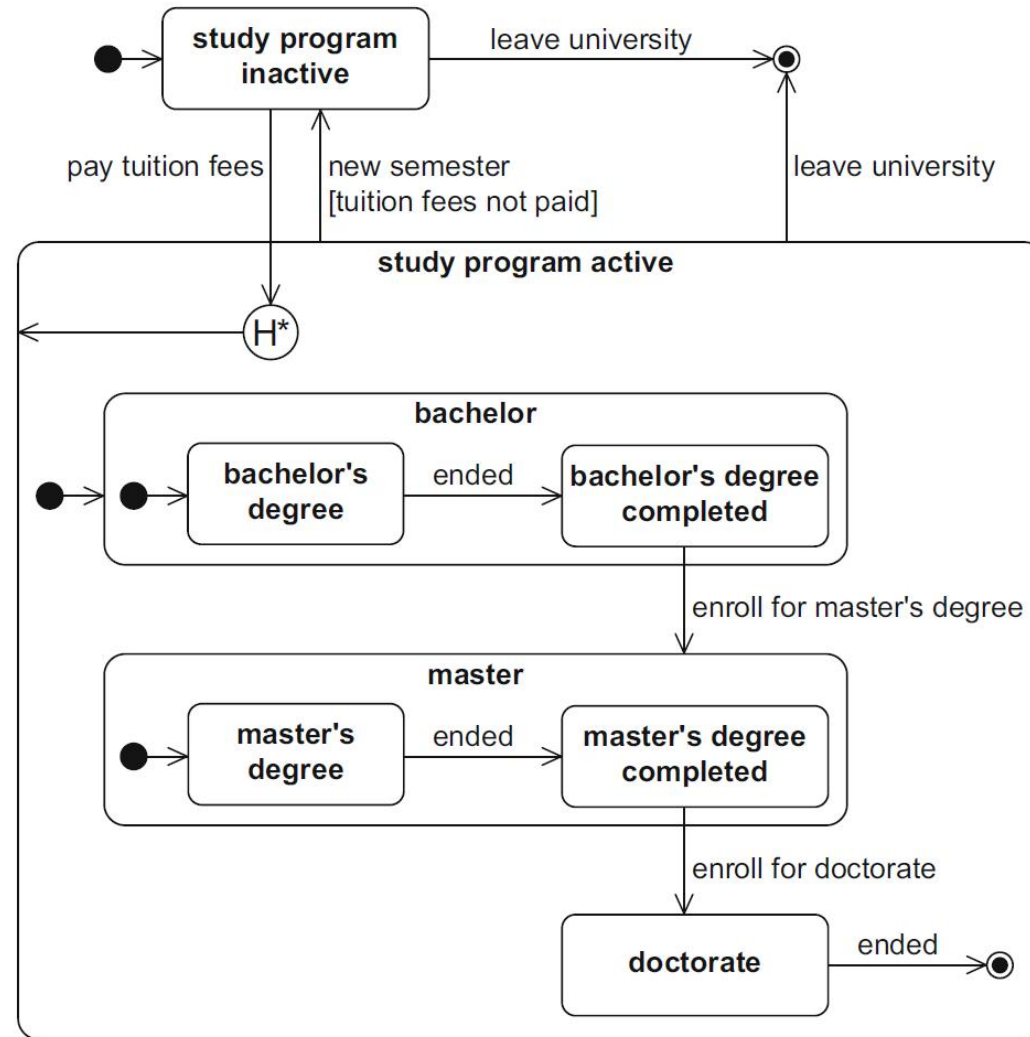 study program
inactive
leave university
pay tuition fees
new semester
[tuition fees not paid]
leave university
study program active
H*
bachelor
bachelor's
degree
ended
bachelor's degree
completed
enroll for master's degree
master
master's
degree
ended
master's degree
completed
enroll for doctorate
doctorate
ended